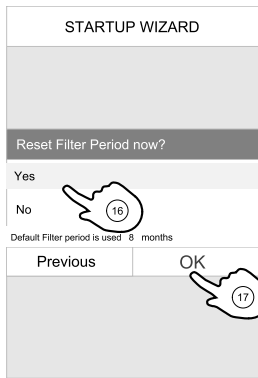 STARTUP WIZARD
Reset Filter Period now?
Yes
No
16
Default Filter period is used 8 months
Previous
OK
17